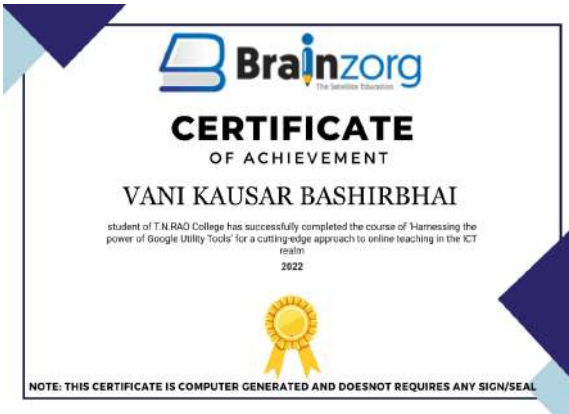 Brainzorg
The Satellite Education
CERTIFICATE
OF ACHIEVEMENT
VANI KAUSAR BASHIRBHAI
student of T.N.RAO College has successfully completed the course of 'Harnessing the
power of Google Utility Tools' for a cutting-edge approach to online teaching in the ICT
realm
2022
NOTE: THIS CERTIFICATE IS COMPUTER GENERATED AND DOESNOT REQUIRES ANY SIGN/SEAL